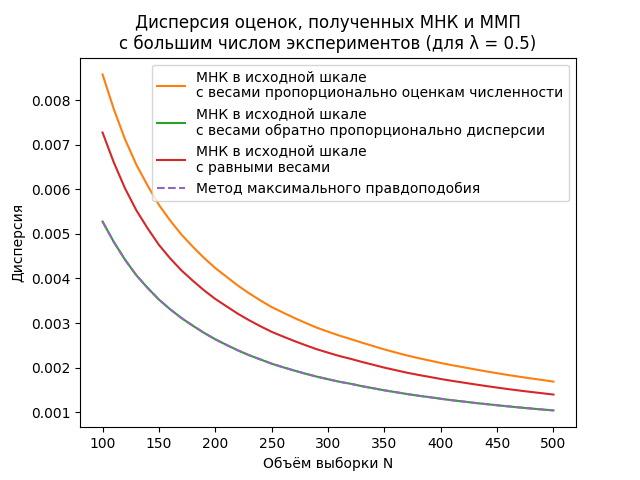 Дисперсия оценок, полученных МНК и ММП
с большим числом экспериментов (для λ = 0.5)
МНК в исходной шкале
с весами пропорционально оценкам численности
МНК в исходной шкале
с весами обратно пропорционально дисперсии
МНК в исходной шкале
с равными весами
Метод максимального правдоподобия
Дисперсия
0.008
0.007
0.006
0.005
0.004
0.003
0.002
0.001
100
150
200
250
300
350
400
450
500
Объём выборки N